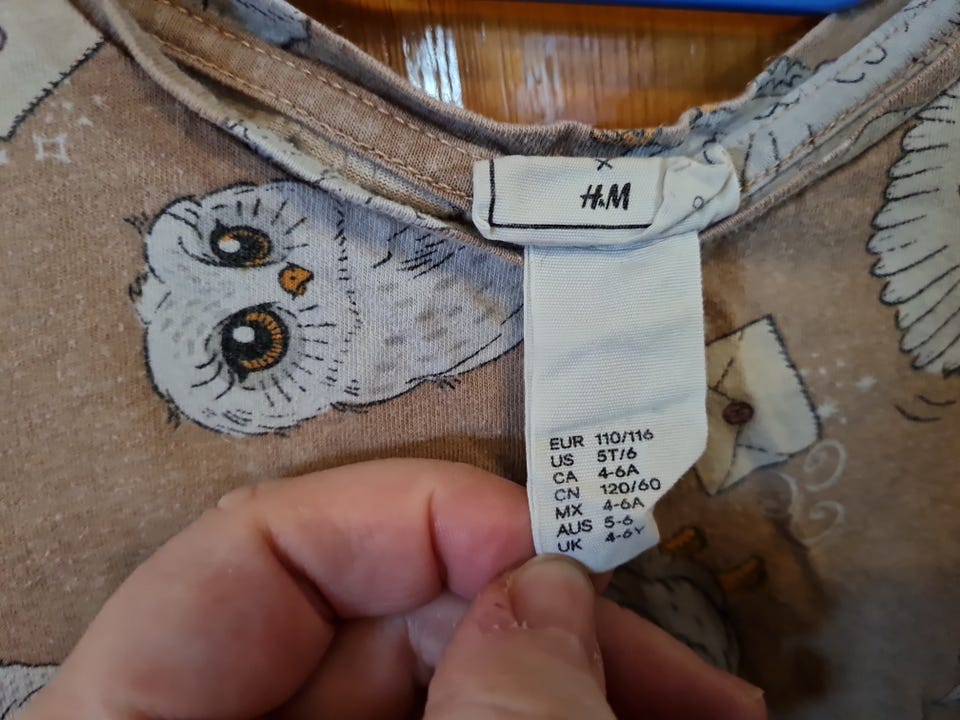 H&M
EUR 110/116
US 5T/6
CA 4-6A
CN 120/60
MX 4-6A
AUS 5-6
UK 4-6Y